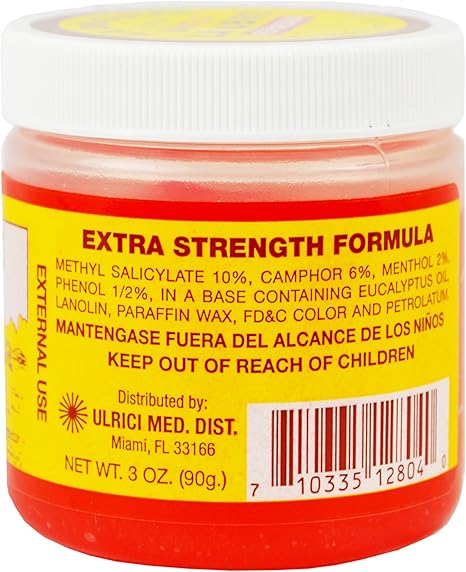 EXTRA STRENGTH FORMULA
METHYL SALICYLATE 10%, CAMPHOR 6%, MENTHOL 2%,
PHENOL 1/2%, IN A BASE CONTAINING EUCALYPTUS OIL,
LANOLIN, PARAFFIN WAX, FD&C COLOR AND PETROLATUM.
MANTENGASE FUERA DEL ALCANCE DE LOS NIÑOS
KEEP OUT OF REACH OF CHILDREN
EXTERNAL USE
Distributed by:
ULRICI MED. DIST.
Miami, FL 33166
NET WT. 3 OZ. (90g.)
7 10335 12804 0